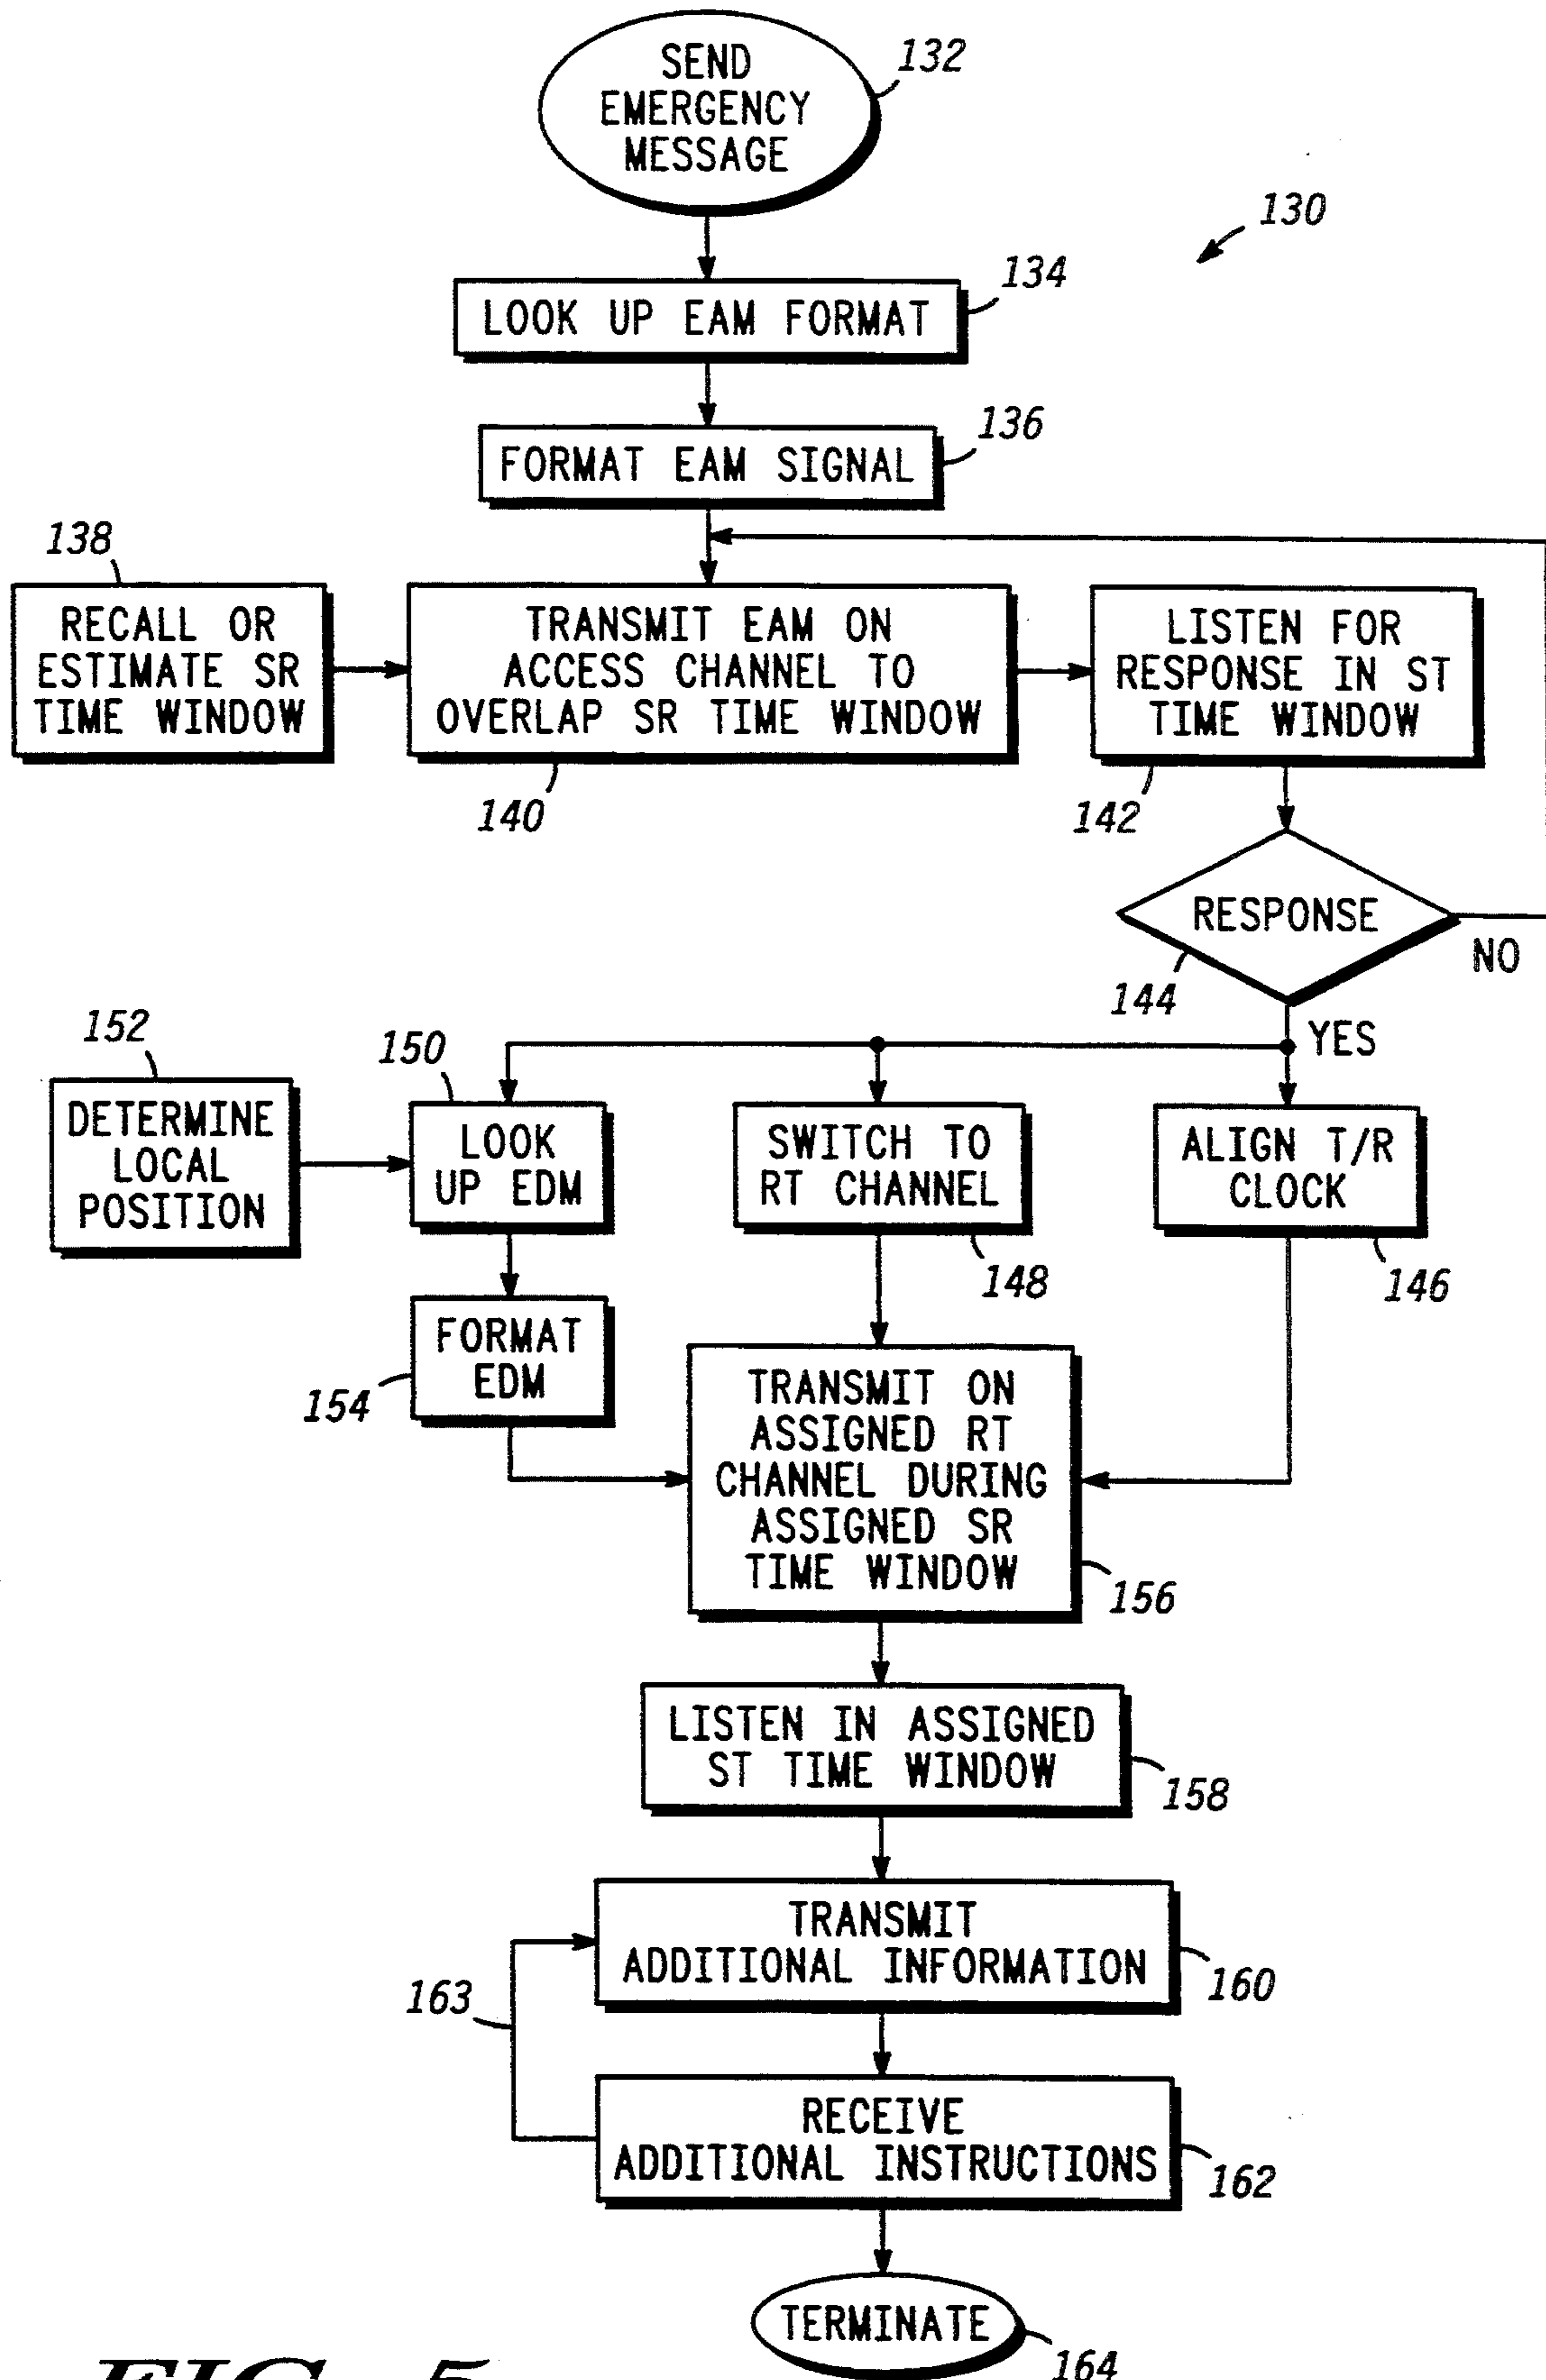 SEND
EMERGENCY
MESSAGE
132
130
134
LOOK UP EAM FORMAT
136
FORMAT EAM SIGNAL
138
RECALL OR
ESTIMATE SR
TIME WINDOW
TRANSMIT EAM ON
ACCESS CHANNEL TO
OVERLAP SR TIME WINDOW
140
LISTEN FOR
RESPONSE IN ST
TIME WINDOW
142
RESPONSE
NO
144
YES
152
DETERMINE
LOCAL
POSITION
150
LOOK
UP EDM
SWITCH TO
RT CHANNEL
148
ALIGN T/R
CLOCK
146
FORMAT
EDM
154
TRANSMIT ON
ASSIGNED RT
CHANNEL DURING
ASSIGNED SR
TIME WINDOW
156
LISTEN IN ASSIGNED
ST TIME WINDOW
158
TRANSMIT
ADDITIONAL INFORMATION
160
163
RECEIVE
ADDITIONAL INSTRUCTIONS
162
TERMINATE
164
FIG. 5